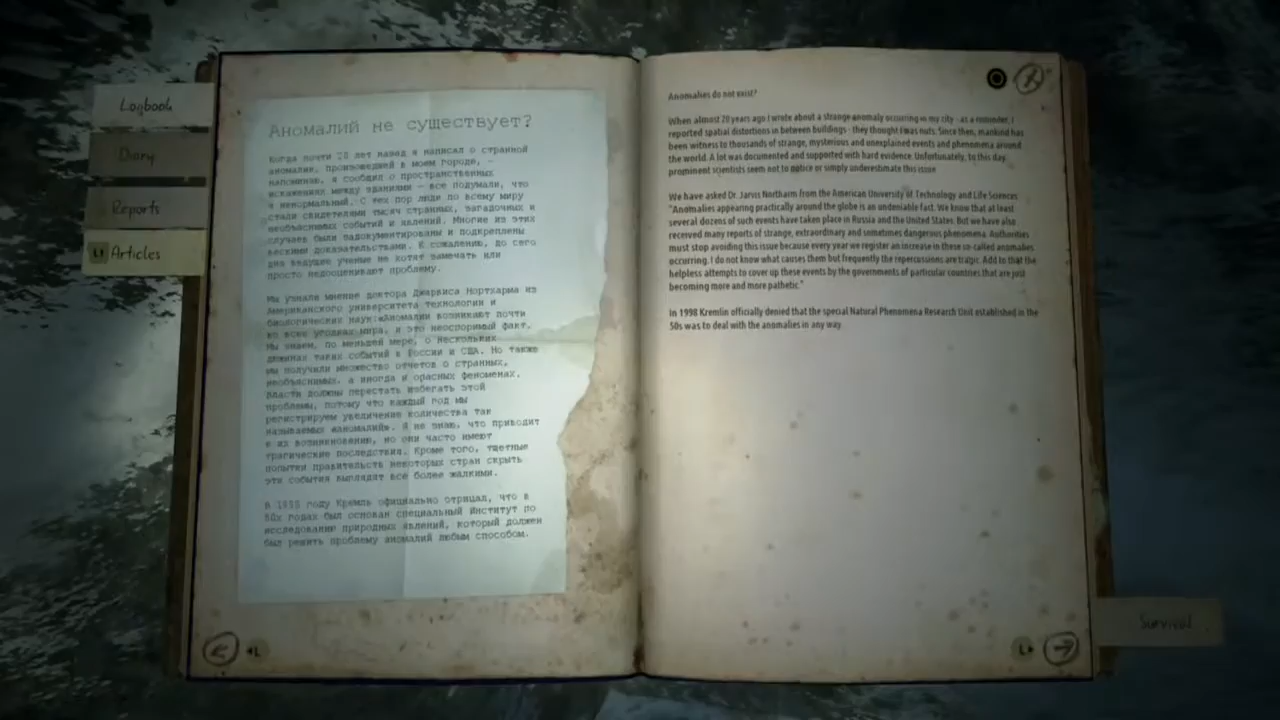 Logbook
Diary
Reports
L1 Articles
Аномалий не существует?
Когда почти 20 лет назад я написал о странной
аномалии, произошедшей в моем городе, –
напоминаю, я сообщил о пространственных
искажениях между зданиями – все подумали, что
я ненормальный. С тех пор люди по всему миру
стали свидетелями тысяч странных, загадочных и
необъяснимых событий и явлений. Многие из этих
случаев были задокументированы и подкреплены
вескими доказательствами. К сожалению, до сего
дня ведущие ученые не хотят замечать или
просто недооценивают проблему.
Мы узнали мнение доктора Джарвиса Нортхарма из
Американского университета технологии и
биологических наук:«Аномалии возникают почти
во всех уголках мира, и это неоспоримый факт.
Мы знаем, по меньшей мере, о нескольких
дюжинах таких событий в России и США. Но также
мы получили множество отчетов о странных,
необъяснимых, а иногда и опасных феноменах.
Власти должны перестать избегать этой
проблемы, потому что каждый год мы
регистрируем увеличение количества так
называемых «аномалий». Я не знаю, что приводит
к их возникновению, но они часто имеют
трагические последствия. Кроме того, тщетные
попытки правительств некоторых стран скрыть
эти события выглядят все более жалкими.
В году Кремль официально отрицал, что в
50х годах был основан специальный Институт по
исследованию природных явлений, который должен
был решить проблему аномалий любым способом.
Anomalies do not exist?
When almost 20 years ago I wrote about a strange anomaly occurring in my city - as a reminder, I
reported spatial distortions in between buildings - they thought I was nuts. Since then, mankind has
been witness to thousands of strange, mysterious and unexplained events and phenomena around
the world. A lot was documented and supported with hard evidence. Unfortunately, to this day
prominent scientists seem not to notice or simply underestimate this issue
We have asked Dr. Jarvis Northarm from the American University of Technology and Life Sciences
"Anomalies appearing practically around the globe is an undeniable fact. We know that at least
several dozens of such events have taken place in Russia and the United States. But we have also
received many reports of strange, extraordinary and sometimes dangerous phenomena. Authorities
must stop avoiding this issue because every year we register an increase in these so-called anomalies
occurring. I do not know what causes them but frequently the repercussions are tragic. Add to that the
helpless attempts to cover up these events by the governments of particular countries that are just
becoming more and more pathetic."
In 1998 Kremlin officially denied that the special Natural Phenomena Research Unit established in the
50s was to deal with the anomalies in any way
L
L
Survival